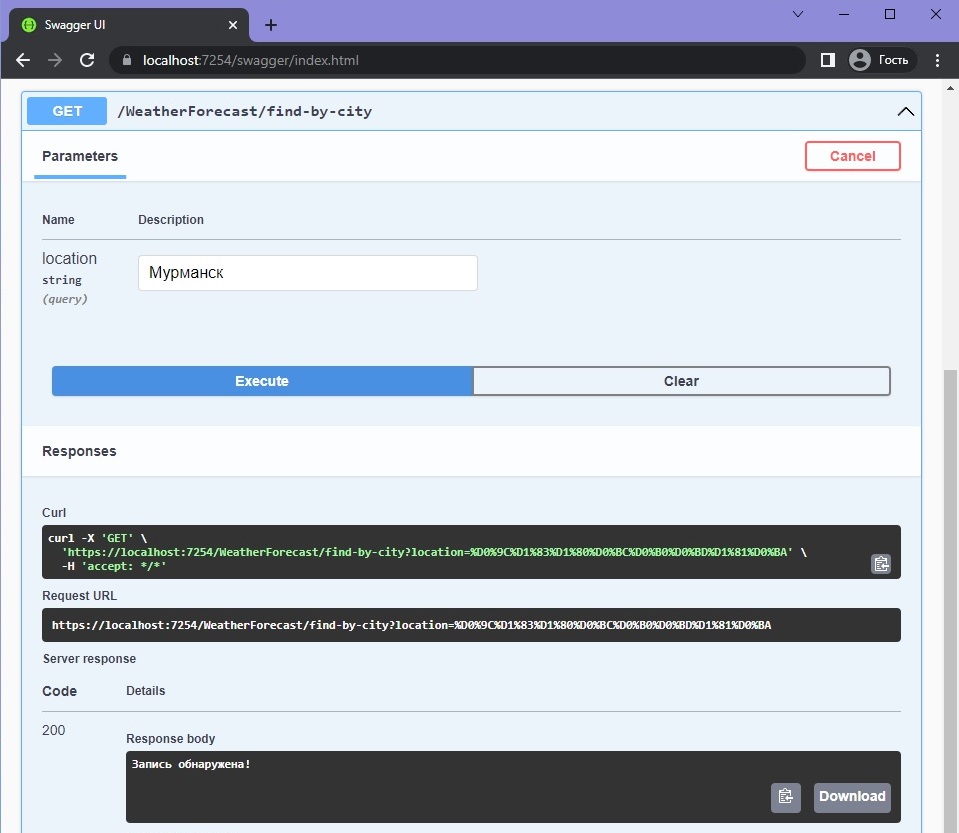 Swagger UI
localhost:7254/swagger/index.html
Гость
GET /WeatherForecast/find-by-city
Parameters
Cancel
Name Description
location
string
(query)
Мурманск
Execute Clear
Responses
Curl
curl -X 'GET' \
'https://localhost:7254/WeatherForecast/find-by-city?location=%D0%9C%D1%83%D1%80%D0%BC%D0%B0%D0%BD%D1%81%D0%BA' \
-H 'accept: */*'
Request URL
https://localhost:7254/WeatherForecast/find-by-city?location=%D0%9C%D1%83%D1%80%D0%BC%D0%B0%D0%BD%D1%81%D0%BA
Server response
Code Details
200
Response body
Запись обнаружена!
Download